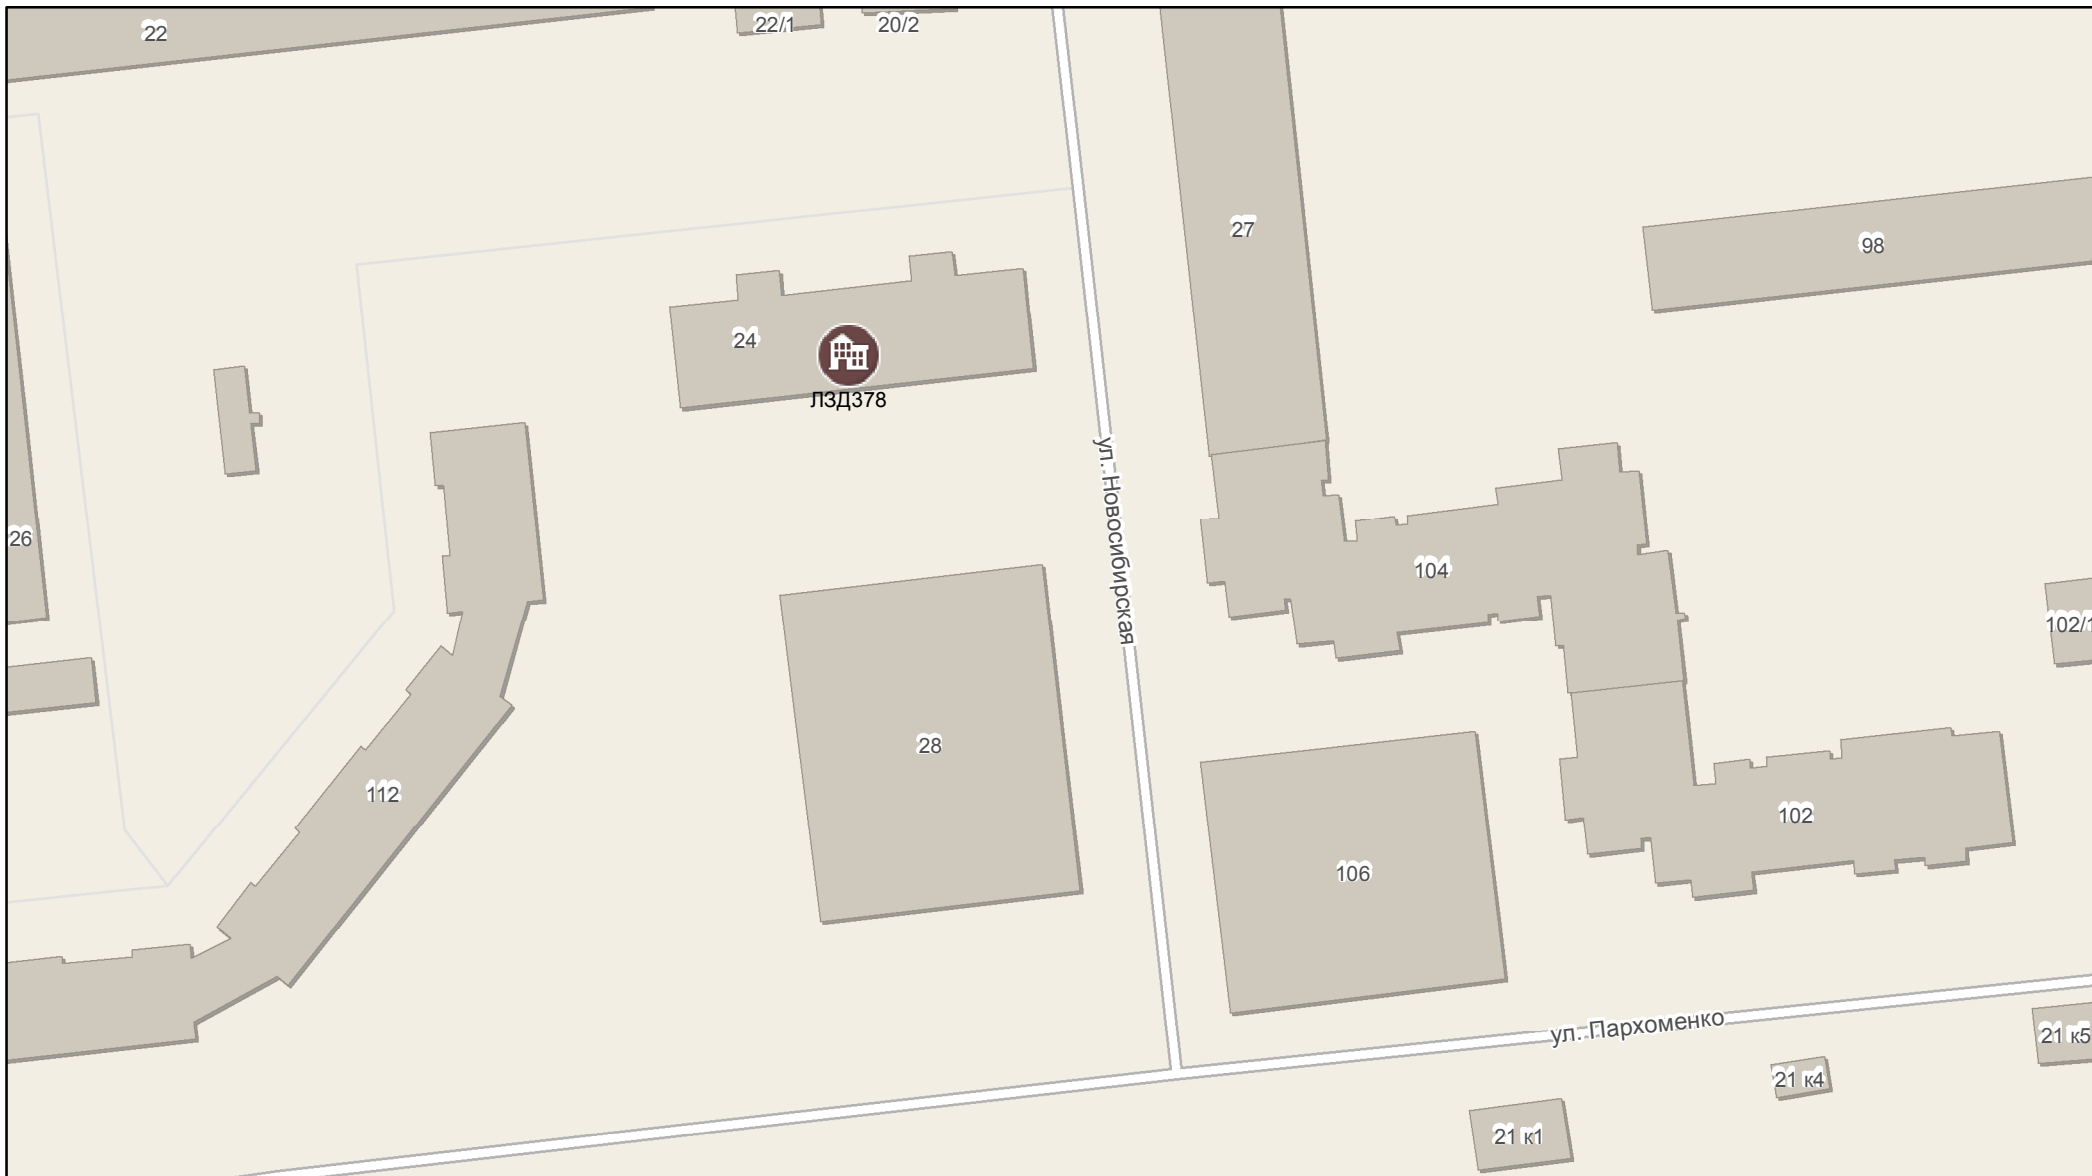 22
22/1
20/2
27
98
24
ЛЗД378
ул. Новосибирская
26
104
102/1
28
112
102
106
ул. Пархоменко
21 к5
21 к4
21 к1